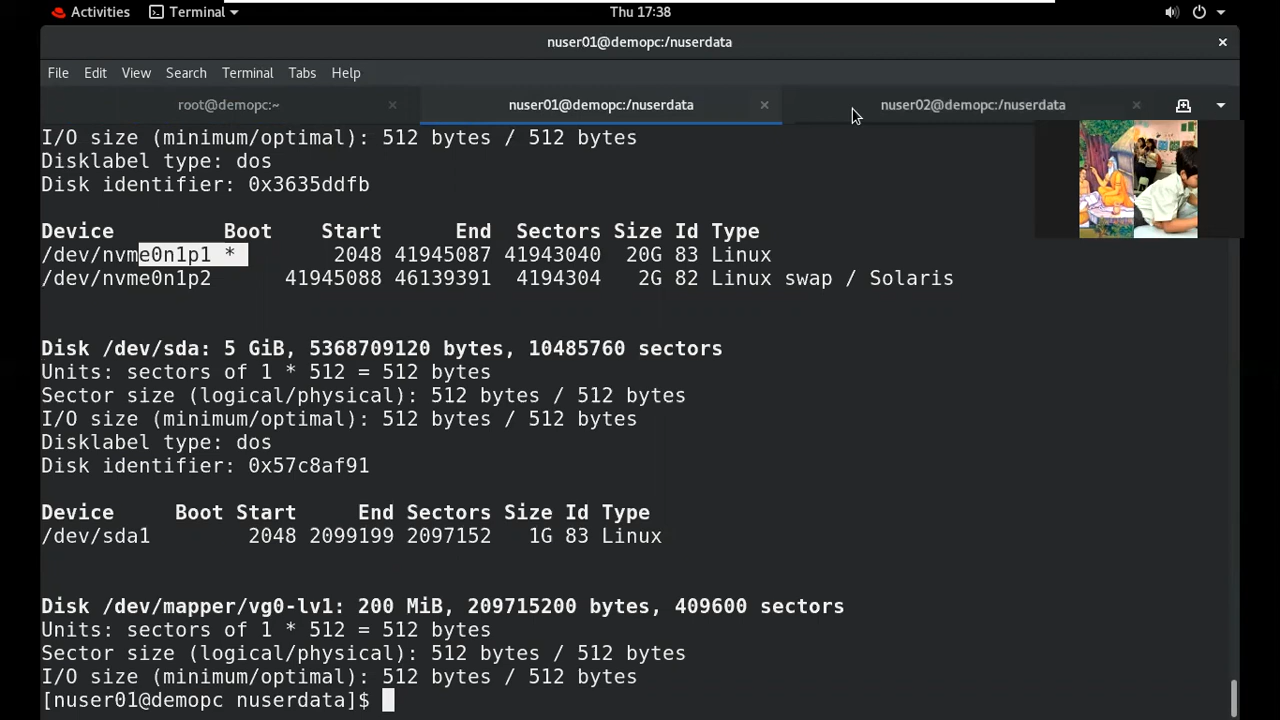 Activities Terminal Thu 17:38
nuser01@demopc:/nuserdata
File Edit View Search Terminal Tabs Help
root@demopc:~ nuser01@demopc:/nuserdata nuser02@demopc:/nuserdata
I/O size (minimum/optimal): 512 bytes / 512 bytes
Disklabel type: dos
Disk identifier: 0x3635ddfb
Device Boot Start End Sectors Size Id Type
/dev/nvme0n1p1 * 2048 41945087 41943040 20G 83 Linux
/dev/nvme0n1p2 41945088 46139391 4194304 2G 82 Linux swap / Solaris
Disk /dev/sda: 5 GiB, 5368709120 bytes, 10485760 sectors
Units: sectors of 1 * 512 = 512 bytes
Sector size (logical/physical): 512 bytes / 512 bytes
I/O size (minimum/optimal): 512 bytes / 512 bytes
Disklabel type: dos
Disk identifier: 0x57c8af91
Device Boot Start End Sectors Size Id Type
/dev/sda1 2048 2099199 2097152 1G 83 Linux
Disk /dev/mapper/vg0-lv1: 200 MiB, 209715200 bytes, 409600 sectors
Units: sectors of 1 * 512 = 512 bytes
Sector size (logical/physical): 512 bytes / 512 bytes
I/O size (minimum/optimal): 512 bytes / 512 bytes
[nuser01@demopc nuserdata]$